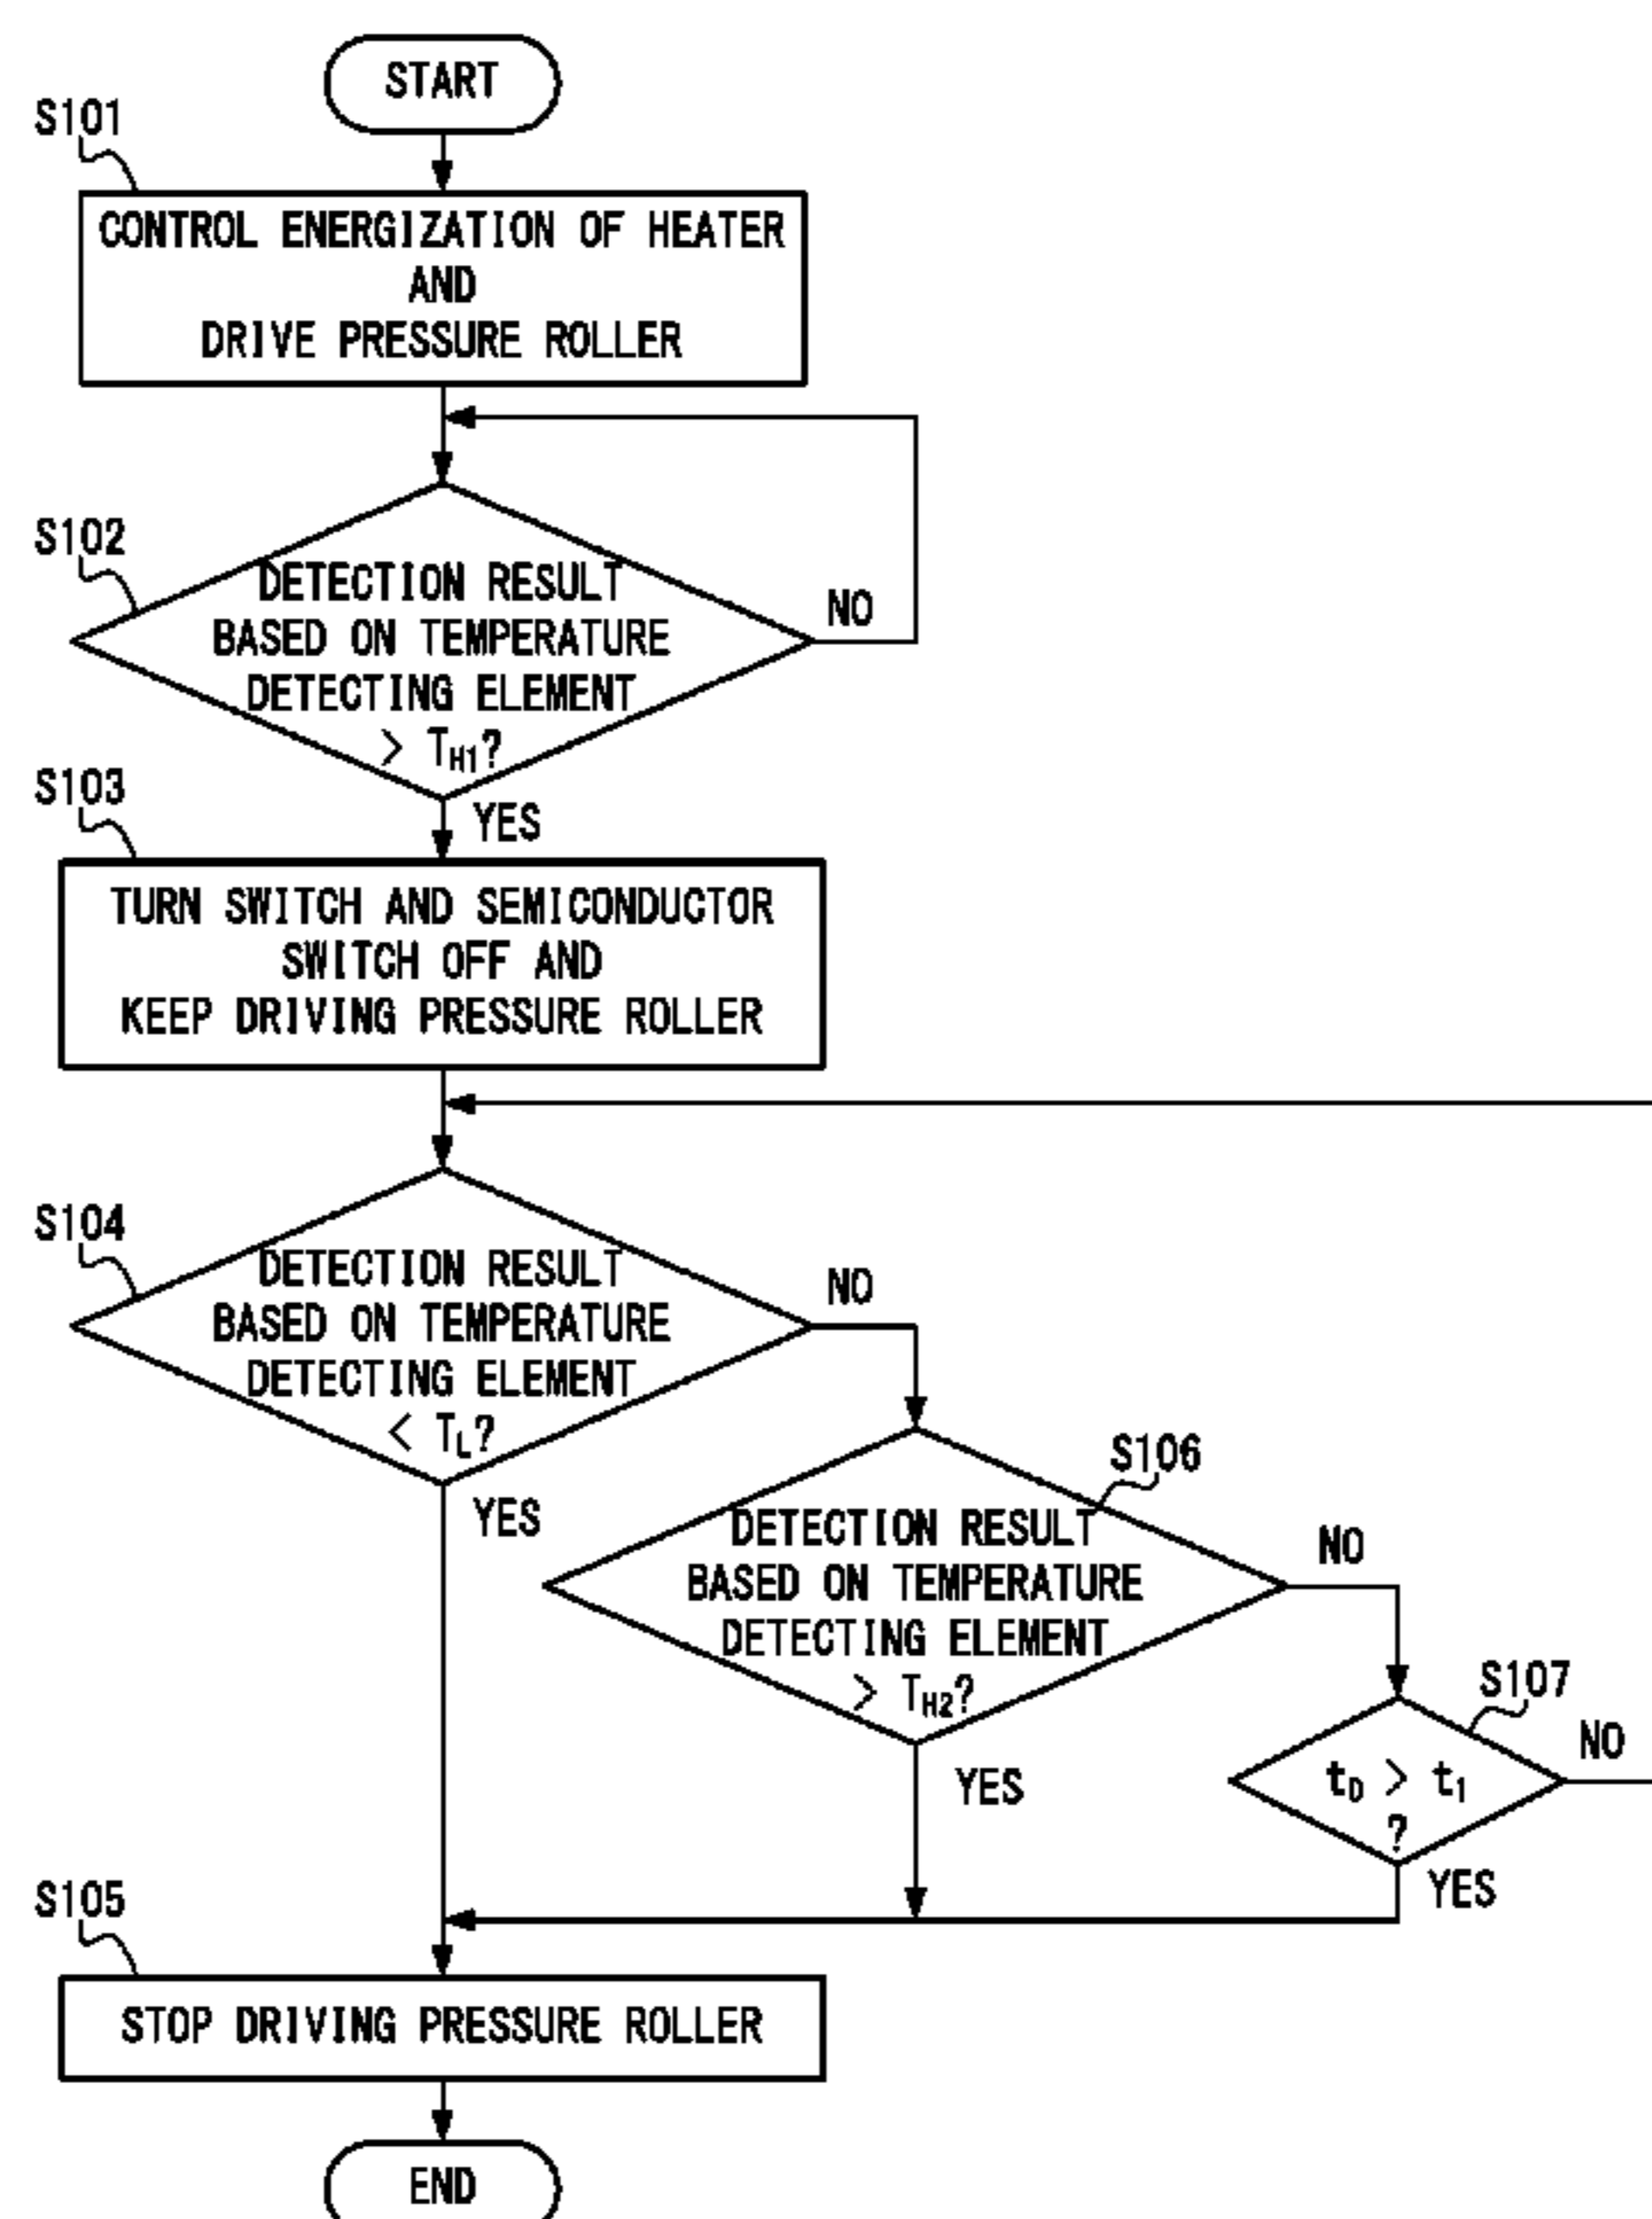 START
S101
CONTROL ENERGIZATION OF HEATER
AND
DRIVE PRESSURE ROLLER
S102
DETECTION RESULT
BASED ON TEMPERATURE
DETECTING ELEMENT
> TH1?
NO
YES
S103
TURN SWITCH AND SEMICONDUCTOR
SWITCH OFF AND
KEEP DRIVING PRESSURE ROLLER
S104
DETECTION RESULT
BASED ON TEMPERATURE
DETECTING ELEMENT
< TL?
NO
YES
S106
DETECTION RESULT
BASED ON TEMPERATURE
DETECTING ELEMENT
> TH2?
NO
YES
S107
tD > t1
?
NO
YES
S105
STOP DRIVING PRESSURE ROLLER
END